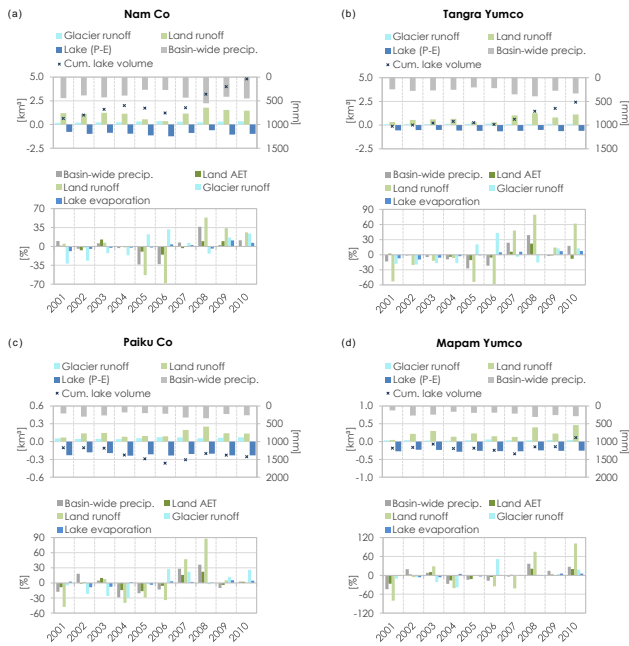 (a) Nam Co
Glacier runoff Land runoff
Lake (P-E) Basin-wide precip.
Cum. lake volume
5.0 0
2.5 500
0.0 1000
-2.5 1500
[km³] [mm]
Basin-wide precip. Land AET
Land runoff Glacier runoff
Lake evaporation
70
35
0
-35
-70
[%]
2001 2002 2003 2004 2005 2006 2007 2008 2009 2010
(b) Tangra Yumco
Glacier runoff Land runoff
Lake (P-E) Basin-wide precip.
Cum. lake volume
5.0 0
2.5 500
0.0 1000
-2.5 1500
[km³] [mm]
Basin-wide precip. Land AET
Land runoff Glacier runoff
Lake evaporation
90
60
30
0
-30
-60
[%]
2001 2002 2003 2004 2005 2006 2007 2008 2009 2010
(c) Paiku Co
Glacier runoff Land runoff
Lake (P-E) Basin-wide precip.
Cum. lake volume
0.6 0
0.3 500
0.0 1000
-0.3 1500
-0.6 2000
[km³] [mm]
Basin-wide precip. Land AET
Land runoff Glacier runoff
Lake evaporation
90
60
30
0
-30
-60
[%]
2001 2002 2003 2004 2005 2006 2007 2008 2009 2010
(d) Mapam Yumco
Glacier runoff Land runoff
Lake (P-E) Basin-wide precip.
Cum. lake volume
1.0 0
0.5 500
0.0 1000
-0.5 1500
-1.0 2000
[km³] [mm]
Basin-wide precip. Land AET
Land runoff Glacier runoff
Lake evaporation
120
60
0
-60
-120
[%]
2001 2002 2003 2004 2005 2006 2007 2008 2009 2010